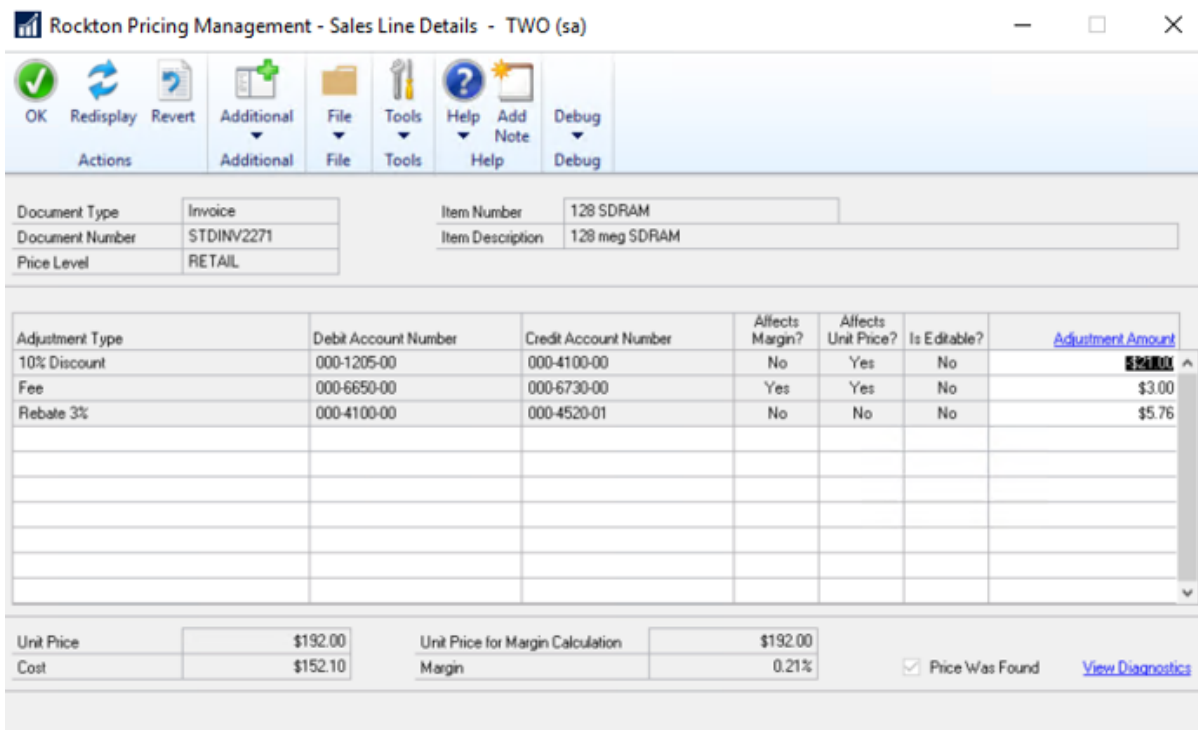 Rockton Pricing Management - Sales Line Details - TWO (sa)
OK Redisplay Revert Additional File Tools Help Add Note Debug
Actions Additional File Tools Help Debug
Document Type Invoice Item Number 128 SDRAM
Document Number STDINV2271 Item Description 128 meg SDRAM
Price Level RETAIL
Adjustment Type Debit Account Number Credit Account Number Affects Margin? Affects Unit Price? Is Editable? Adjustment Amount
10% Discount 000-1205-00 000-4100-00 No Yes No -$21.00
Fee 000-6650-00 000-6730-00 Yes Yes No $3.00
Rebate 3% 000-4100-00 000-4520-01 No No No $5.76
Unit Price $192.00 Unit Price for Margin Calculation $192.00
Cost $152.10 Margin 0.21% Price Was Found View Diagnostics